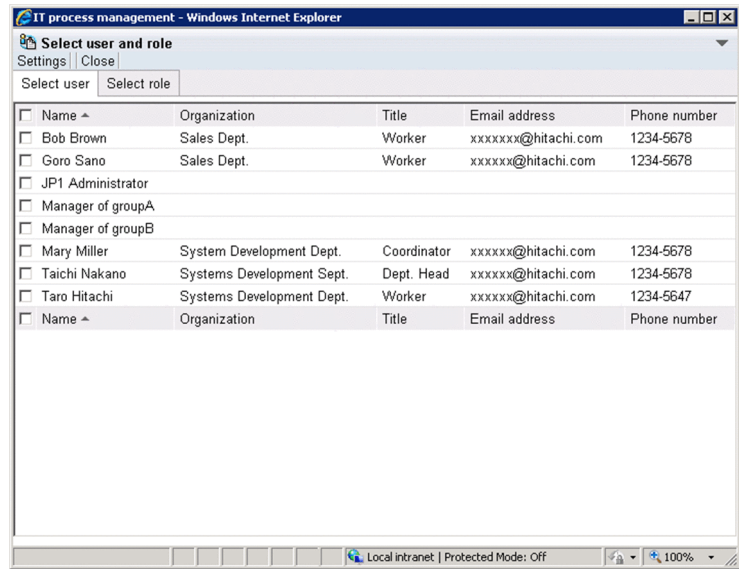 IT process management - Windows Internet Explorer
Select user and role
Settings Close
Select user Select role
Name Organization Title Email address Phone number
Bob Brown Sales Dept. Worker xxxxxxx@hitachi.com 1234-5678
Goro Sano Sales Dept. Worker xxxxxx@hitachi.com 1234-5678
JP1 Administrator
Manager of groupA
Manager of groupB
Mary Miller System Development Dept. Coordinator xxxxxx@hitachi.com 1234-5678
Taichi Nakano Systems Development Sept. Dept. Head xxxxxx@hitachi.com 1234-5678
Taro Hitachi Systems Development Dept. Worker xxxxxx@hitachi.com 1234-5647
Name Organization Title Email address Phone number
Local intranet | Protected Mode: Off 100%